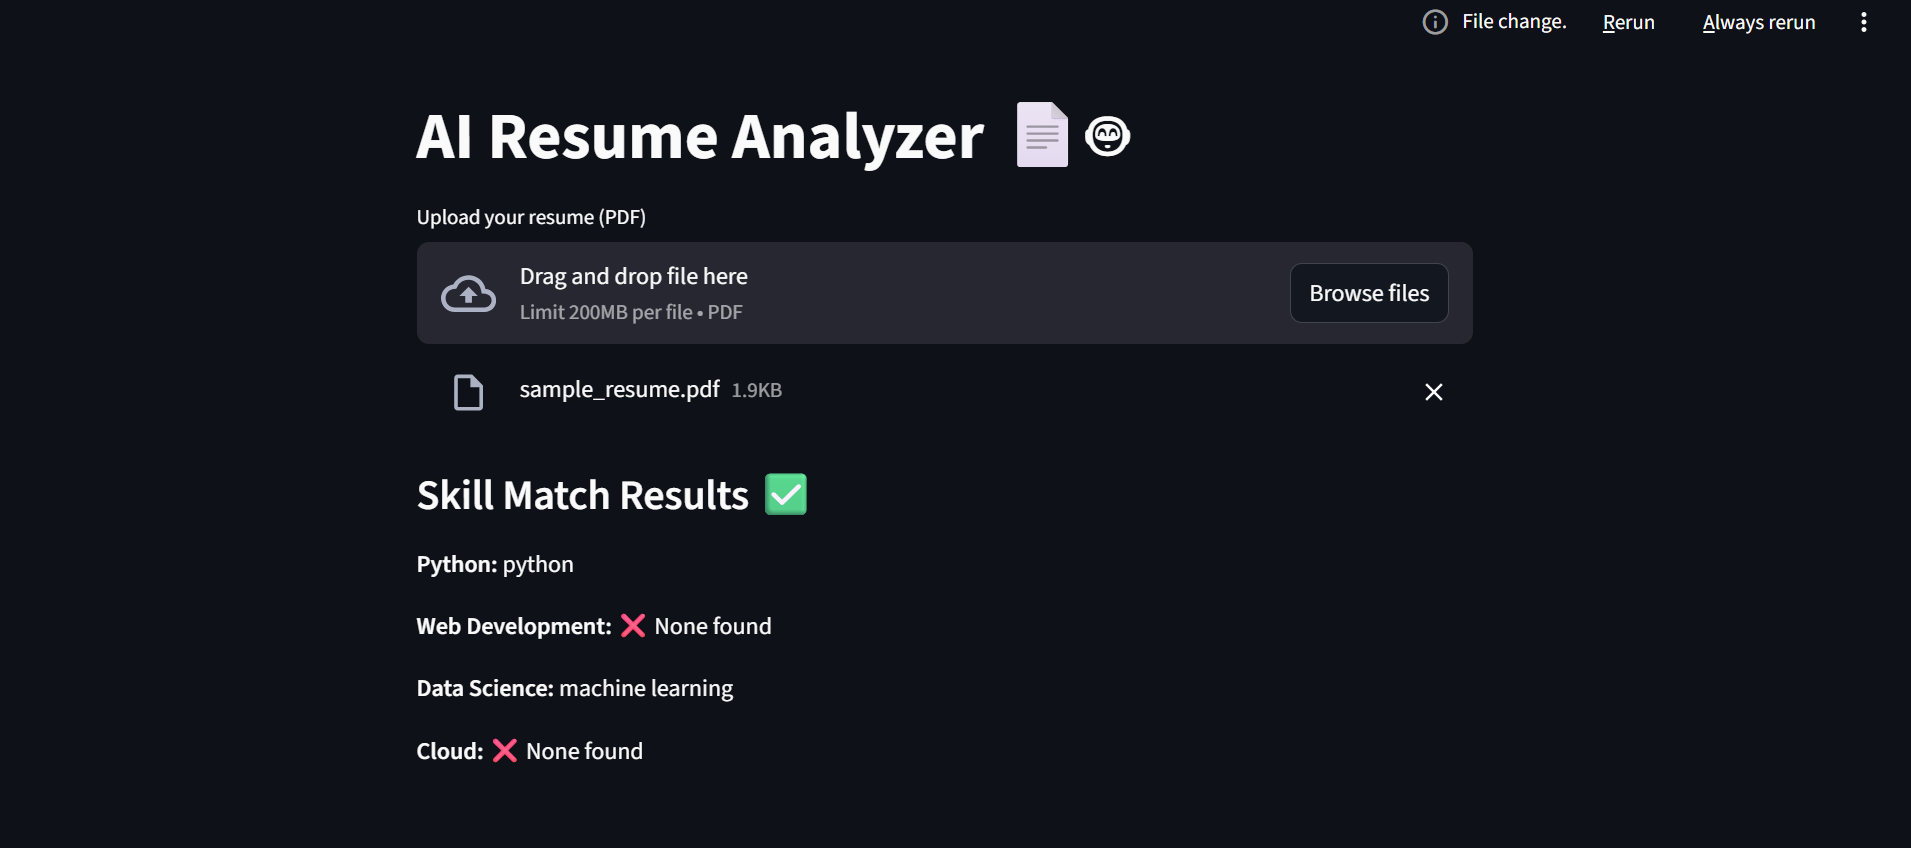 File change. Rerun Always rerun
AI Resume Analyzer
Upload your resume (PDF)
Drag and drop file here
Limit 200MB per file • PDF
Browse files
sample_resume.pdf 1.9KB
Skill Match Results
Python: python
Web Development: ❌ None found
Data Science: machine learning
Cloud: ❌ None found